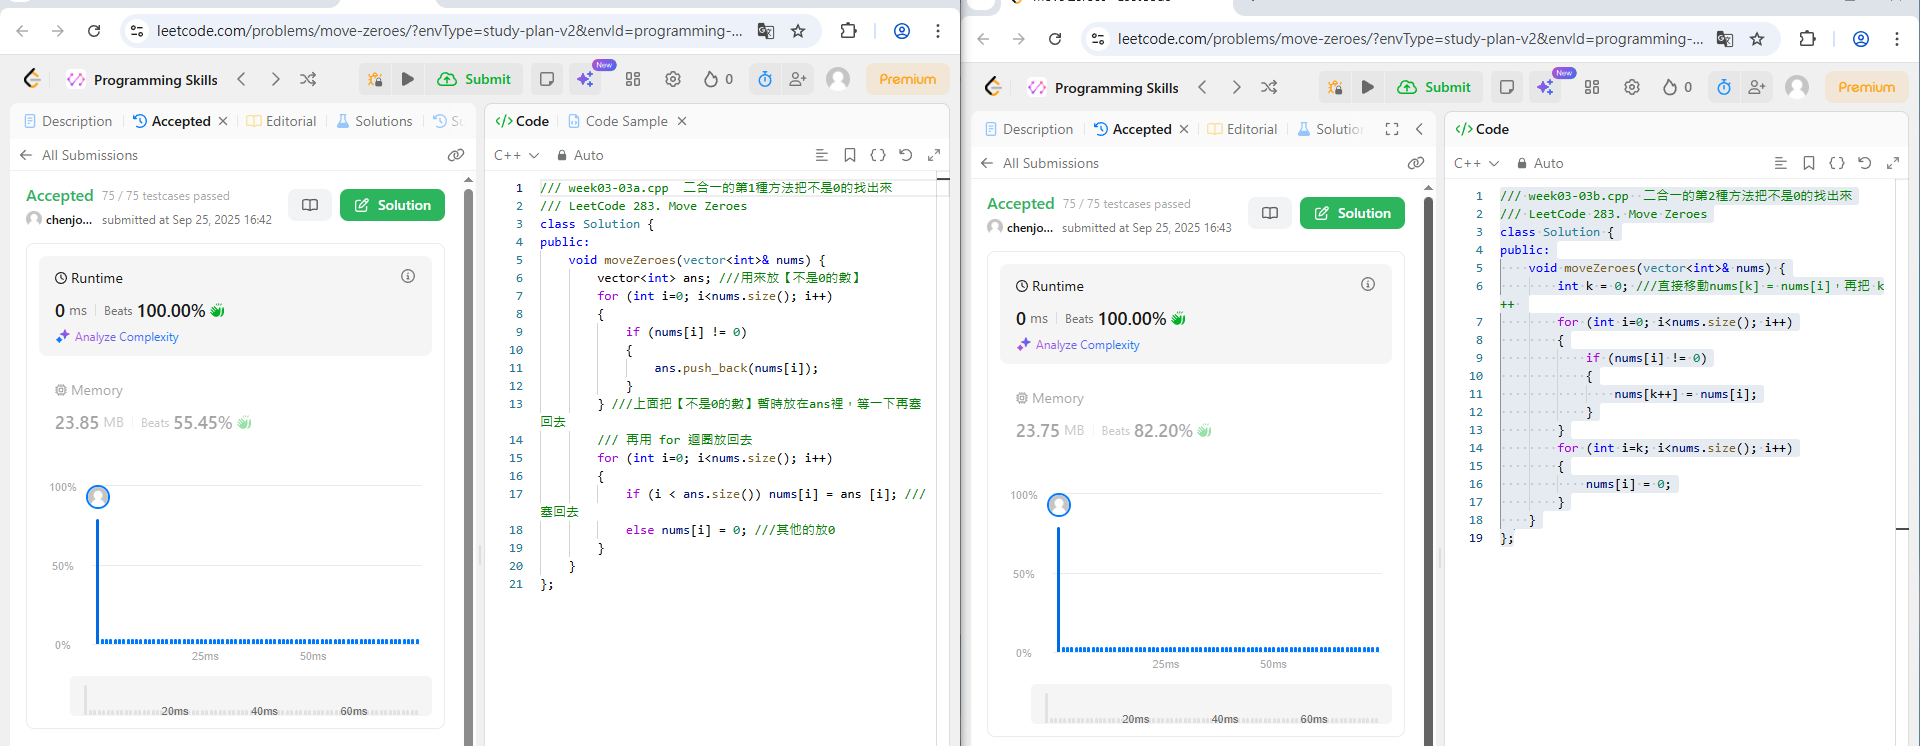 leetcode.com/problems/move-zeroes/?envType=study-plan-v2&envId=programming-...
Programming Skills
Submit
New
0
Premium
Description
Accepted
Editorial
Solutions
All Submissions
Accepted 75 / 75 testcases passed
chenjo... submitted at Sep 25, 2025 16:42
Solution
Runtime
0 ms Beats 100.00%
Analyze Complexity
Memory
23.85 MB Beats 55.45%
100%
50%
0%
25ms 50ms
20ms 40ms 60ms
Code
Code Sample
C++ Auto
1 /// week03-03a.cpp 二合一的第1種方法把不是0的找出來
2 /// LeetCode 283. Move Zeroes
3 class Solution {
4 public:
5 void moveZeroes(vector<int>& nums) {
6 vector<int> ans; ///用來放【不是0的數】
7 for (int i=0; i<nums.size(); i++)
8 {
9 if (nums[i] != 0)
10 {
11 ans.push_back(nums[i]);
12 }
13 } ///上面把【不是0的數】暫時放在ans裡，等一下再塞
回去
14 /// 再用 for 迴圈放回去
15 for (int i=0; i<nums.size(); i++)
16 {
17 if (i < ans.size()) nums[i] = ans [i]; ///
塞回去
18 else nums[i] = 0; ///其他的放0
19 }
20 }
21 };
leetcode.com/problems/move-zeroes/?envType=study-plan-v2&envId=programming-...
Programming Skills
Submit
New
0
Premium
Description
Accepted
Editorial
Solution
All Submissions
Accepted 75 / 75 testcases passed
chenjo... submitted at Sep 25, 2025 16:43
Solution
Runtime
0 ms Beats 100.00%
Analyze Complexity
Memory
23.75 MB Beats 82.20%
100%
50%
0%
25ms 50ms
20ms 40ms 60ms
Code
C++ Auto
1 /// week03-03b.cpp 二合一的第2種方法把不是0的找出來
2 /// LeetCode 283. Move Zeroes
3 class Solution {
4 public:
5 void moveZeroes(vector<int>& nums) {
6 int k = 0; ///直接移動nums[k] = nums[i]，再把 k
++
7 for (int i=0; i<nums.size(); i++)
8 {
9 if (nums[i] != 0)
10 {
11 nums[k++] = nums[i];
12 }
13 }
14 for (int i=k; i<nums.size(); i++)
15 {
16 nums[i] = 0;
17 }
18 }
19 };